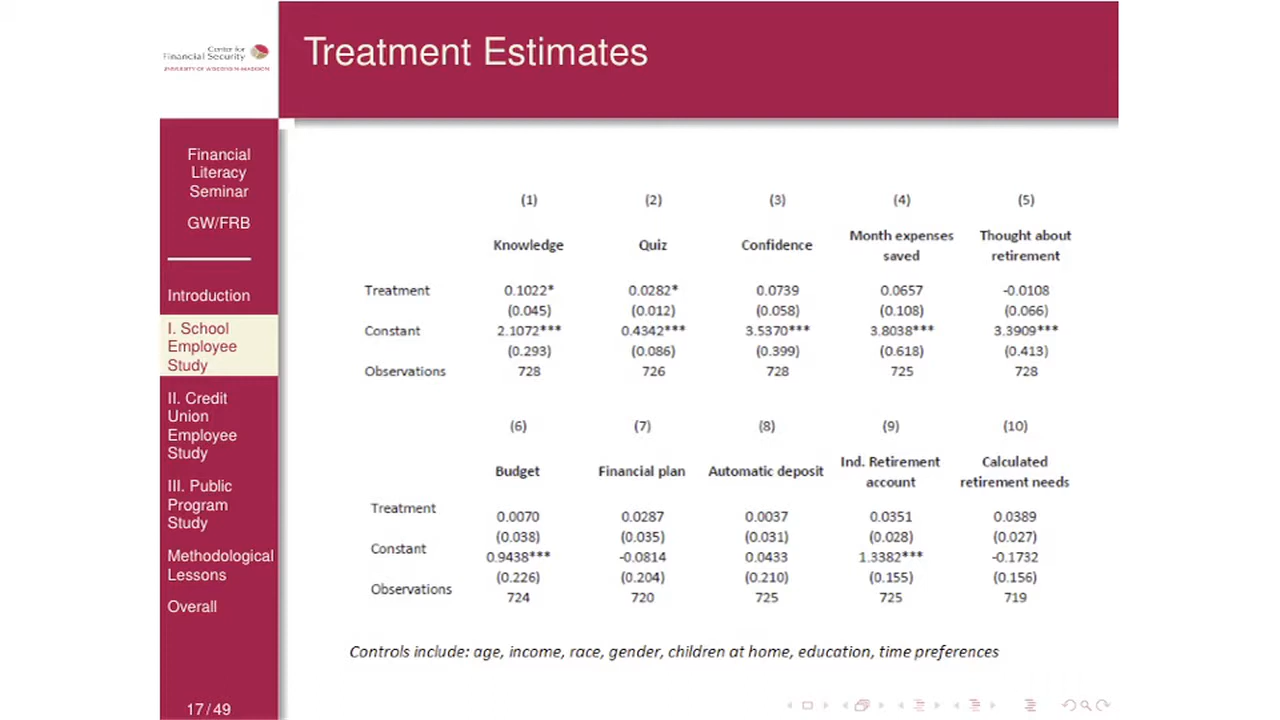 Center for
Financial Security
UNIVERSITY OF WISCONSIN-MADISON
Treatment Estimates
Financial
Literacy
Seminar
GW/FRB
Introduction
I. School
Employee
Study
II. Credit
Union
Employee
Study
III. Public
Program
Study
Methodological
Lessons
Overall
(1) (2) (3) (4) (5)
Knowledge Quiz Confidence Month expenses saved Thought about retirement
Treatment 0.1022* 0.0282* 0.0739 0.0657 -0.0108
(0.045) (0.012) (0.058) (0.108) (0.066)
Constant 2.1072*** 0.4342*** 3.5370*** 3.8038*** 3.3909***
(0.293) (0.086) (0.399) (0.618) (0.413)
Observations 728 726 728 725 728
(6) (7) (8) (9) (10)
Budget Financial plan Automatic deposit Ind. Retirement account Calculated retirement needs
Treatment 0.0070 0.0287 0.0037 0.0351 0.0389
(0.038) (0.035) (0.031) (0.028) (0.027)
Constant 0.9438*** -0.0814 0.0433 1.3382*** -0.1732
(0.226) (0.204) (0.210) (0.155) (0.156)
Observations 724 720 725 725 719
Controls include: age, income, race, gender, children at home, education, time preferences
17 / 49